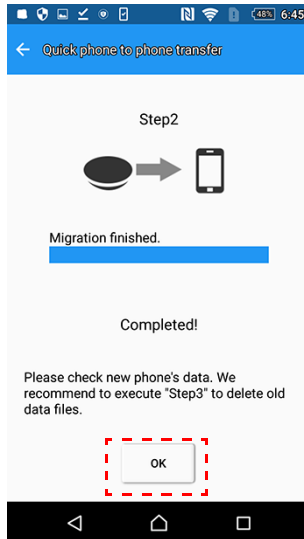 48% 6:45
Quick phone to phone transfer
Step2
Migration finished.
Completed!
Please check new phone's data. We
recommend to execute "Step3" to delete old
data files.
OK